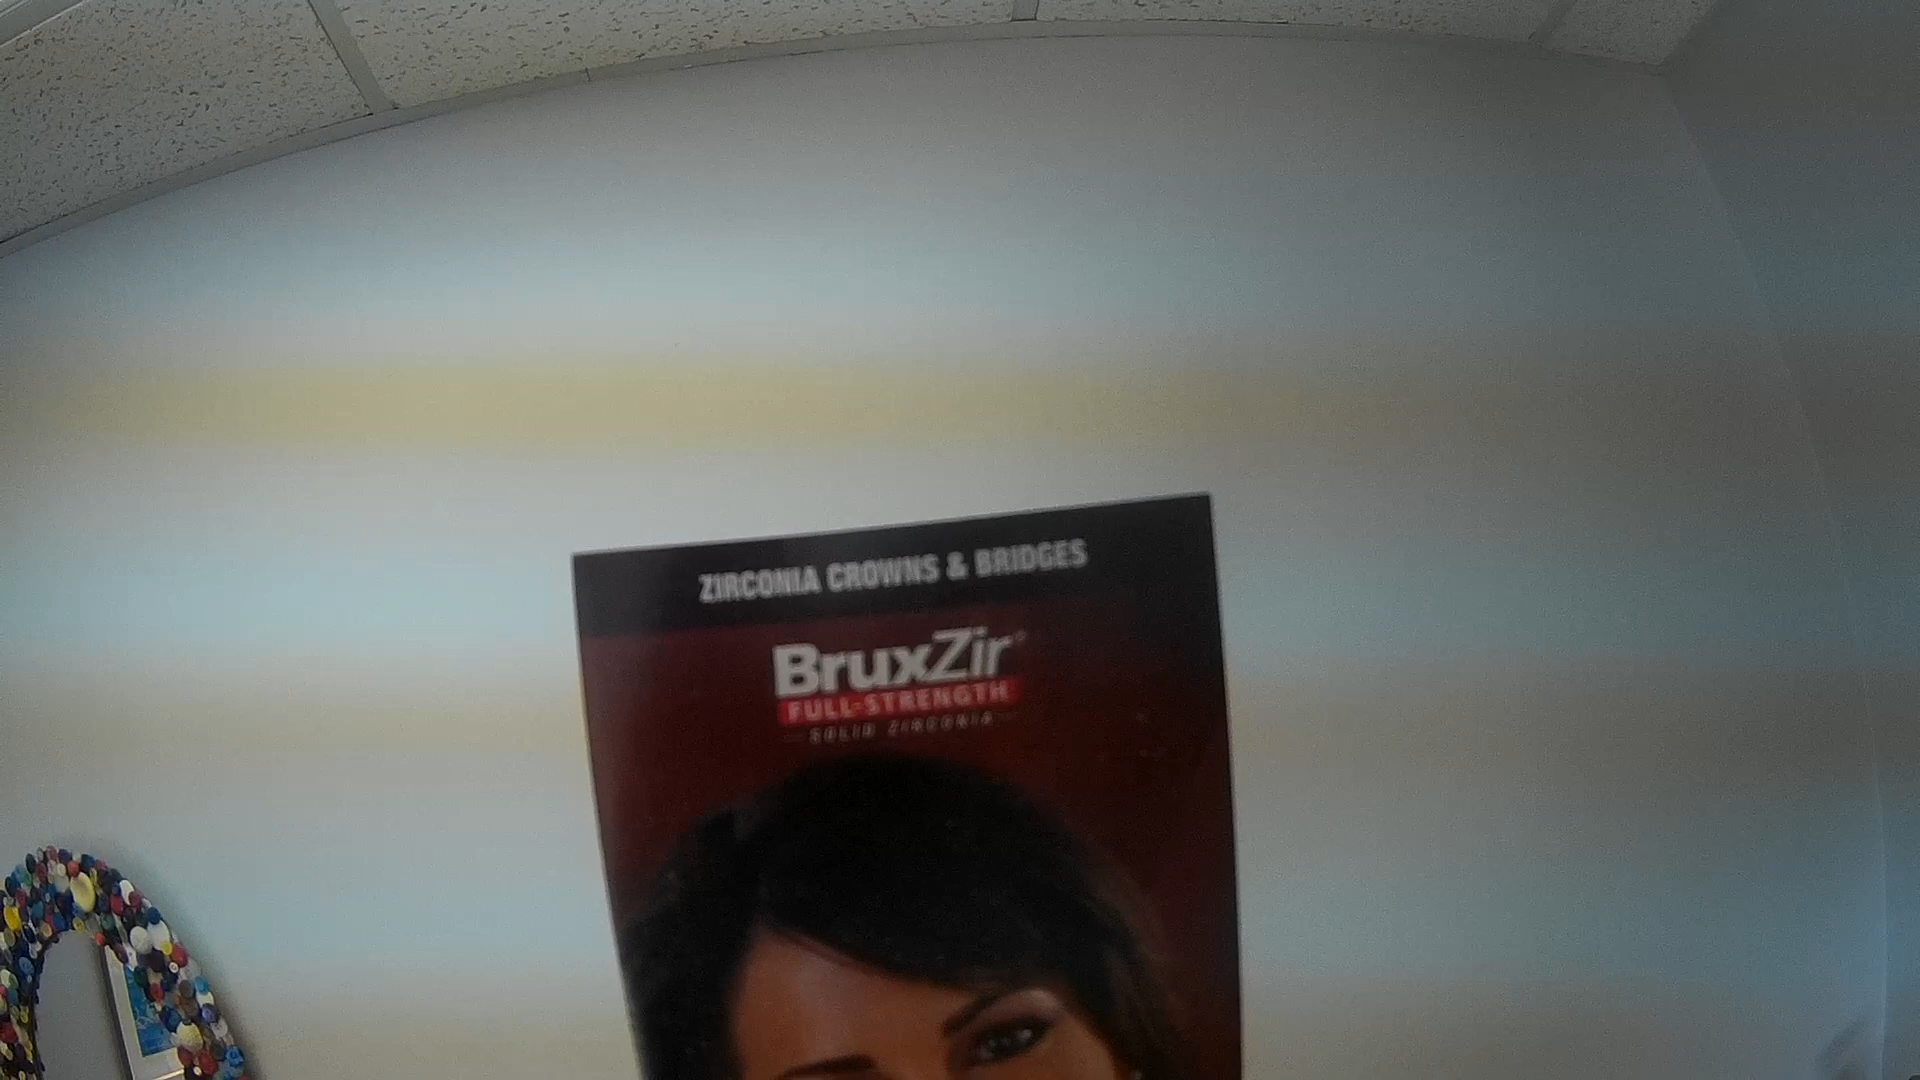 ZIRCONIA CROWNS & BRIDGES
BruxZir®
FULL-STRENGTH
SOLID ZIRCONIA